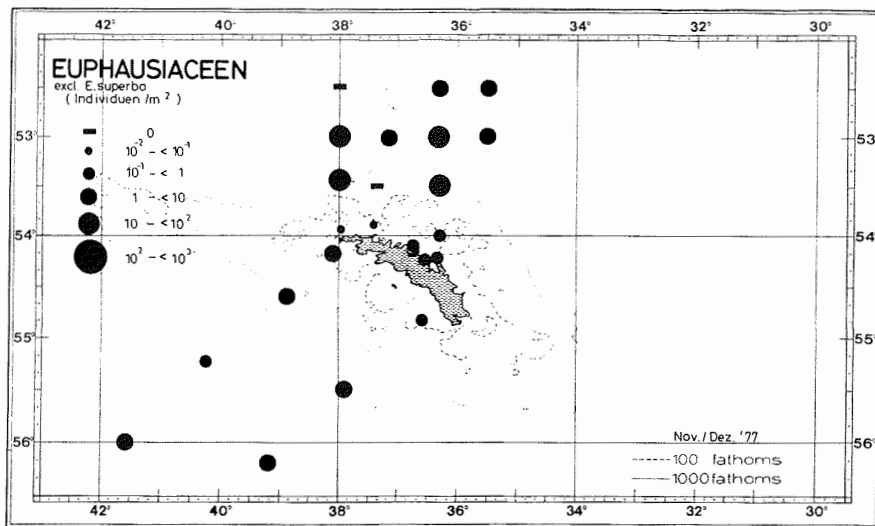 42° 40° 38° 36° 34° 32° 30°
EUPHAUSIACEEN
excl. E.superba
( Individuen /m² )
0
10⁻² – <10⁻¹
10⁻¹ – < 1
1 – <10
10 – <10²
10² – <10³
53° 53°
54° 54°
55° 55°
56° 56°
Nov./Dez. '77
100 fathoms
1000 fathoms
42° 40° 38° 36° 34° 32° 30°